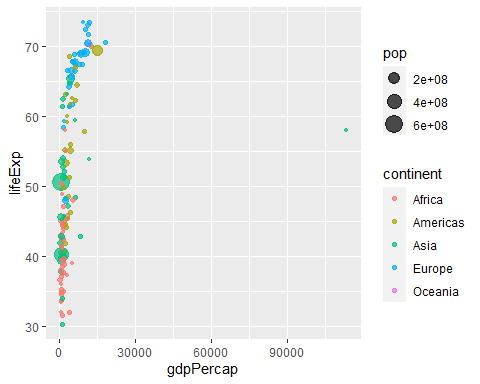 70
60
50
40
30
lifeExp
0
30000
60000
90000
gdpPercap
pop
2e+08
4e+08
6e+08
continent
Africa
Americas
Asia
Europe
Oceania